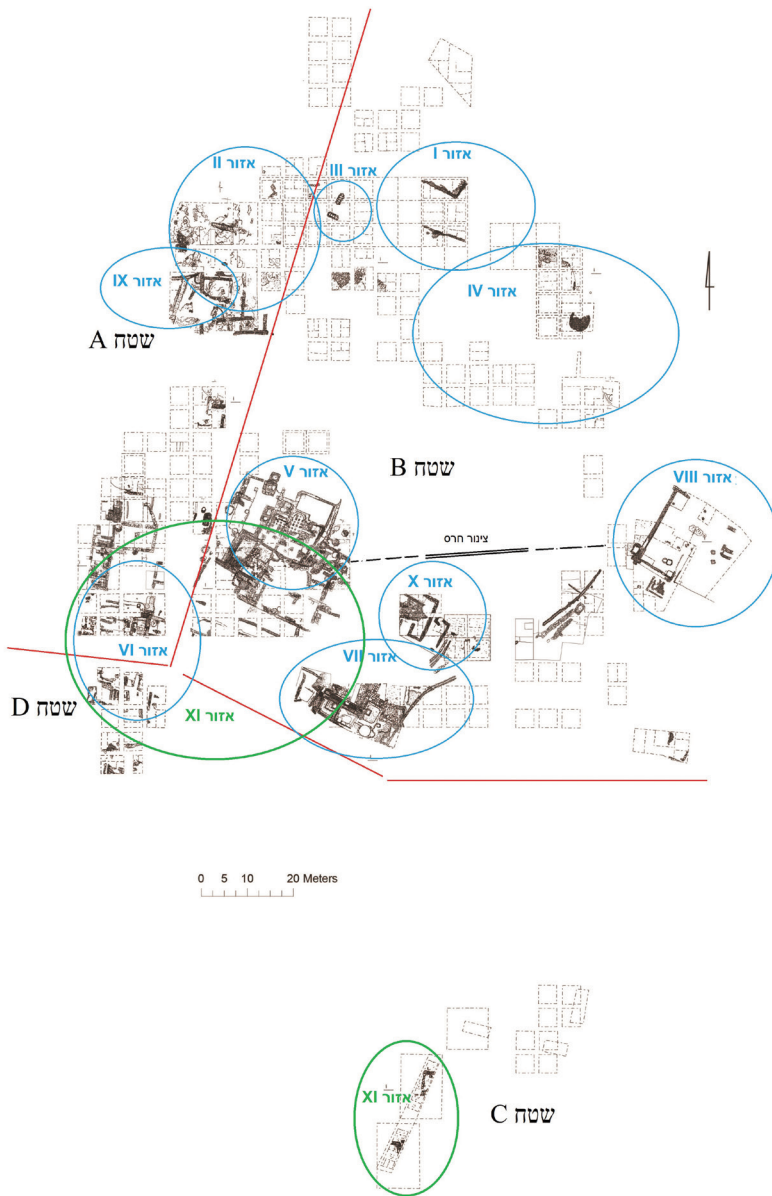 אזור I
אזור II
אזור III
אזור IV
אזור IX
שטח A
שטח B
אזור V
אזור VIII
צינור חרס
אזור X
אזור VI
אזור VII
שטח D
אזור XI
0 5 10 20 Meters
אזור XI
שטח C